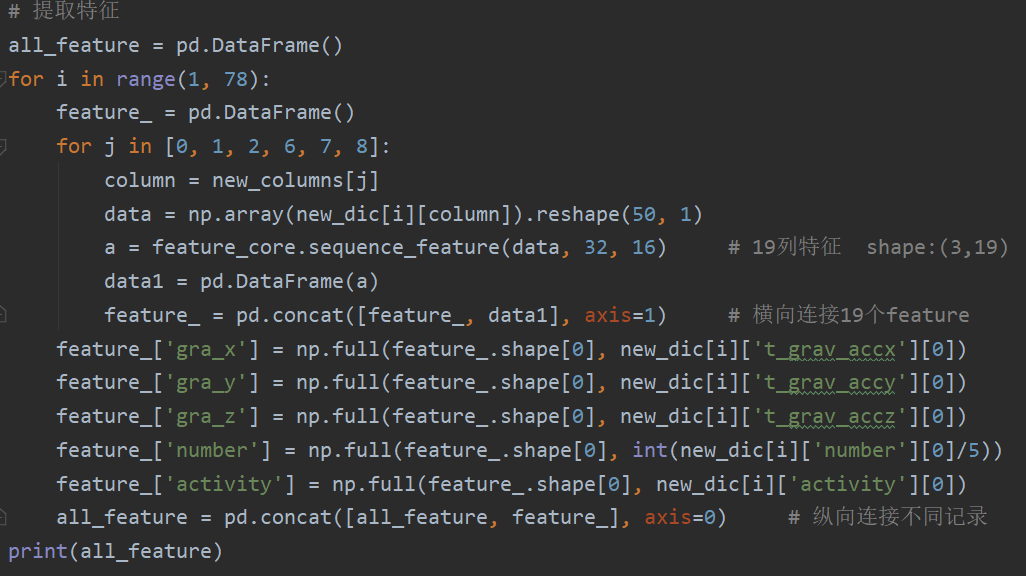 # 提取特征
all_feature = pd.DataFrame()
for i in range(1, 78):
    feature_ = pd.DataFrame()
    for j in [0, 1, 2, 6, 7, 8]:
        column = new_columns[j]
        data = np.array(new_dic[i][column]).reshape(50, 1)
        a = feature_core.sequence_feature(data, 32, 16)     # 19列特征  shape:(3,19)
        data1 = pd.DataFrame(a)
        feature_ = pd.concat([feature_, data1], axis=1)     # 横向连接19个feature
    feature_['gra_x'] = np.full(feature_.shape[0], new_dic[i]['t_grav_accx'][0])
    feature_['gra_y'] = np.full(feature_.shape[0], new_dic[i]['t_grav_accy'][0])
    feature_['gra_z'] = np.full(feature_.shape[0], new_dic[i]['t_grav_accz'][0])
    feature_['number'] = np.full(feature_.shape[0], int(new_dic[i]['number'][0]/5))
    feature_['activity'] = np.full(feature_.shape[0], new_dic[i]['activity'][0])
    all_feature = pd.concat([all_feature, feature_], axis=0)     # 纵向连接不同记录
print(all_feature)